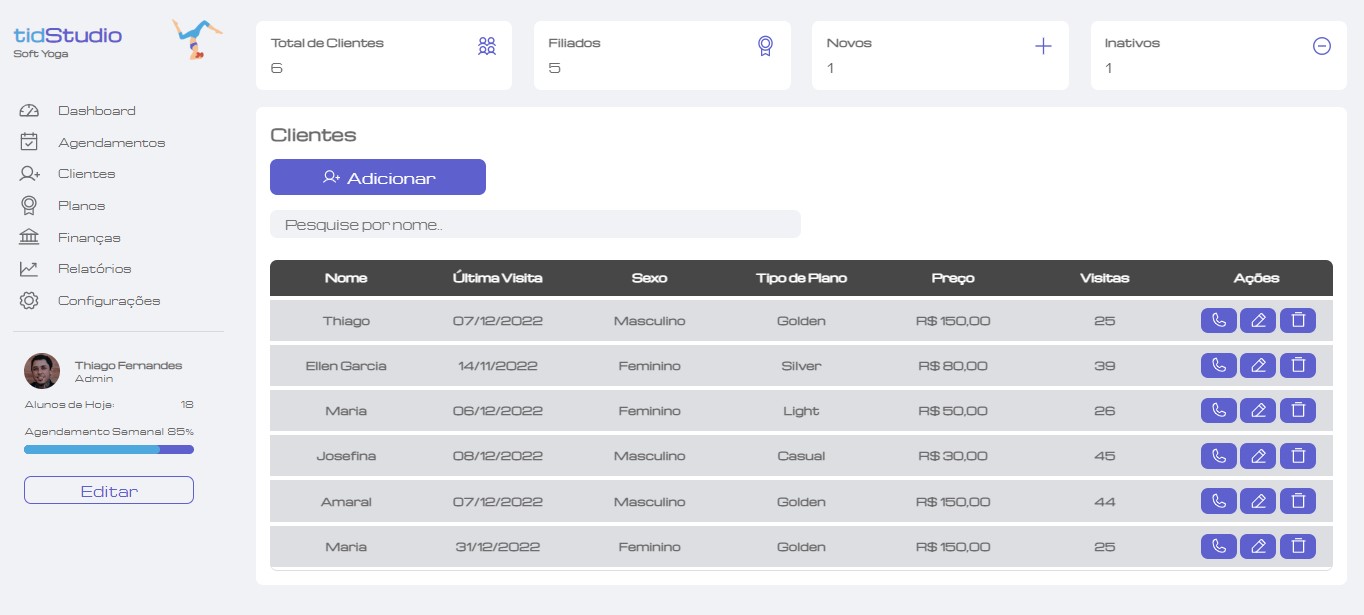 tidStudio
Soft Yoga
Dashboard
Agendamentos
Clientes
Planos
Finanças
Relatórios
Configurações
Thiago Fernandes
Admin
Alunos de Hoje: 18
Agendamento Semanal 85%
Editar
Total de Clientes
6
Filiados
5
Novos
1
Inativos
1
Clientes
Adicionar
Pesquise por nome..
Nome Última Visita Sexo Tipo de Plano Preço Visitas Ações
Thiago 07/12/2022 Masculino Golden R$ 150,00 25
Ellen Garcia 14/11/2022 Feminino Silver R$ 80,00 39
Maria 06/12/2022 Feminino Light R$ 50,00 26
Josefina 08/12/2022 Masculino Casual R$ 30,00 45
Amaral 07/12/2022 Masculino Golden R$ 150,00 44
Maria 31/12/2022 Feminino Golden R$ 150,00 25